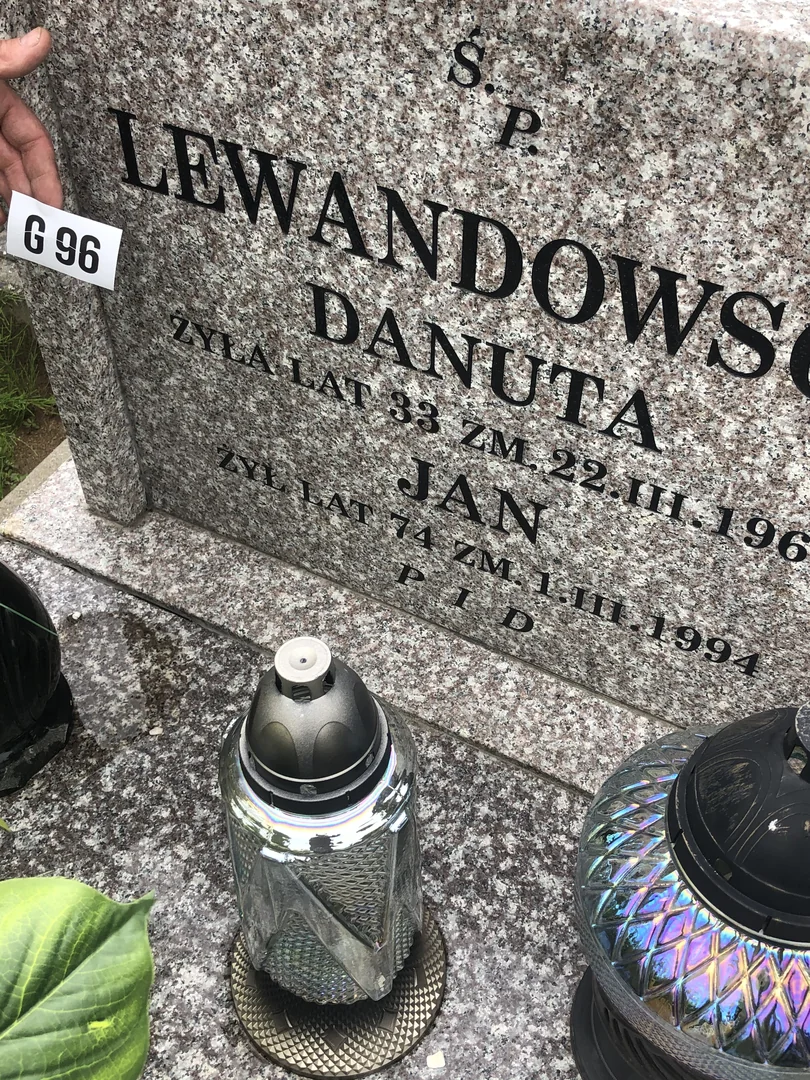 Ś.
P.
LEWANDOWSC
G 96
DANUTA
ŻYŁA LAT 33 ZM. 22.III.196
JAN
ŻYŁ LAT 74 ZM. 1.III.1994
P I D